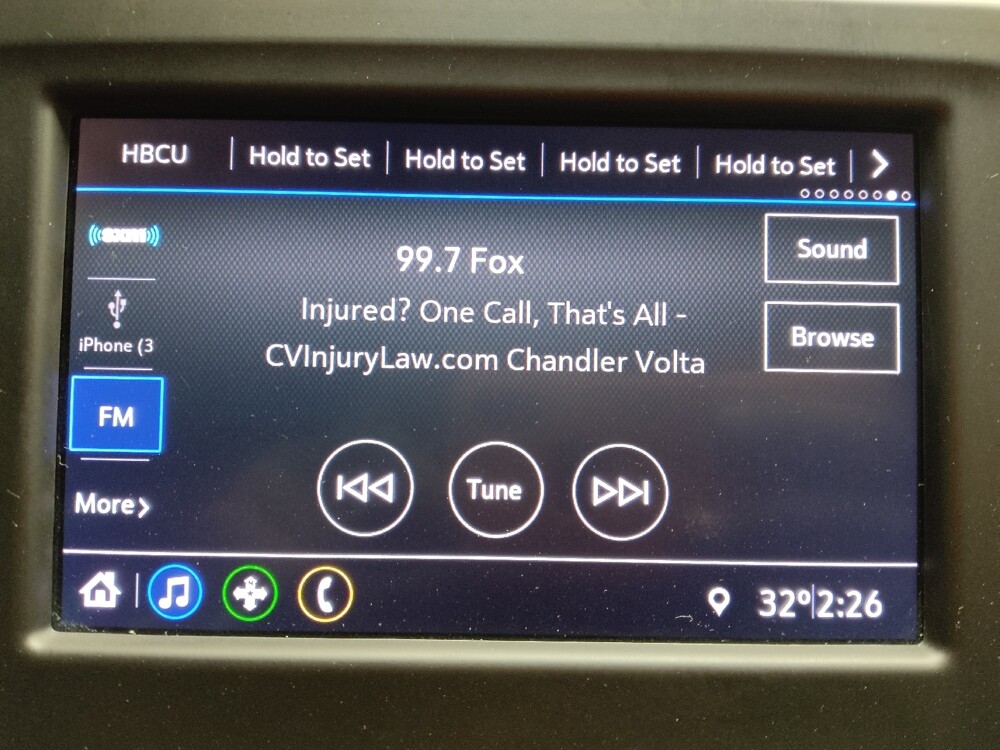 HBCU Hold to Set Hold to Set Hold to Set Hold to Set
SXM
99.7 Fox
Sound
Injured? One Call, That's All -
CVInjuryLaw.com Chandler Volta
Browse
iPhone (3
FM
Tune
More
32° 2:26